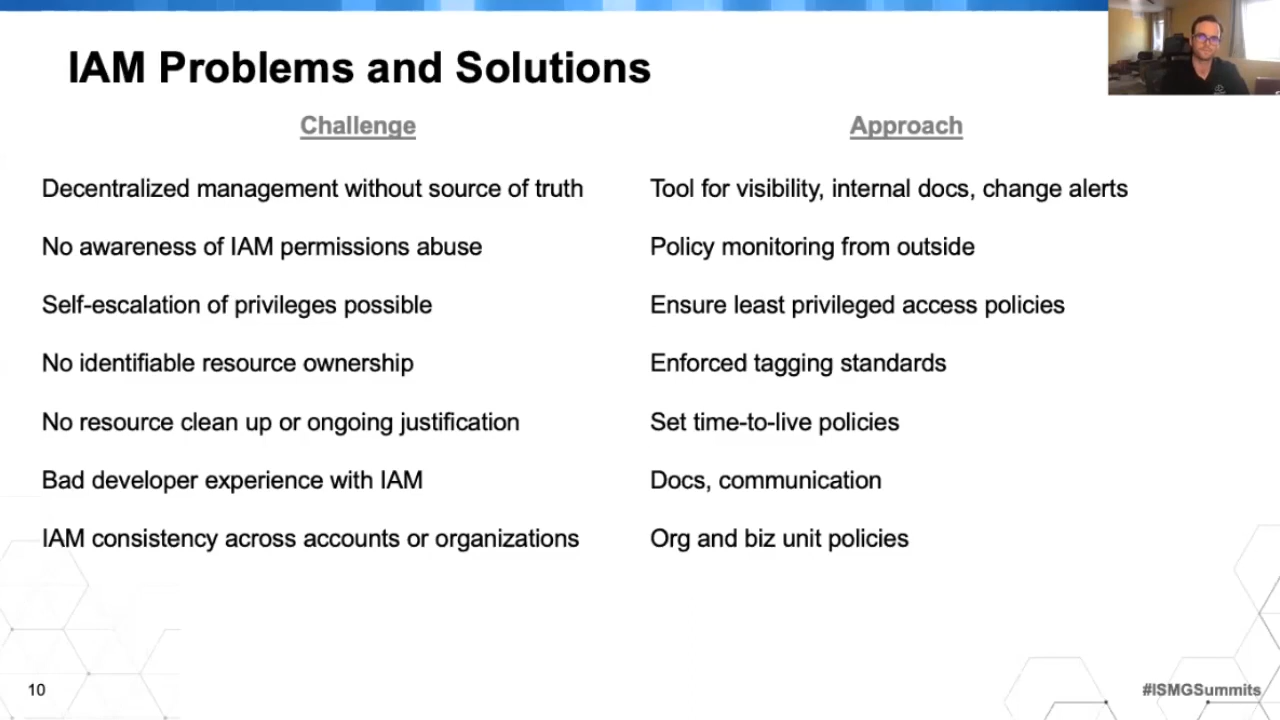 IAM Problems and Solutions
Challenge
Approach
Decentralized management without source of truth
Tool for visibility, internal docs, change alerts
No awareness of IAM permissions abuse
Policy monitoring from outside
Self-escalation of privileges possible
Ensure least privileged access policies
No identifiable resource ownership
Enforced tagging standards
No resource clean up or ongoing justification
Set time-to-live policies
Bad developer experience with IAM
Docs, communication
IAM consistency across accounts or organizations
Org and biz unit policies
10
#ISMGSummits